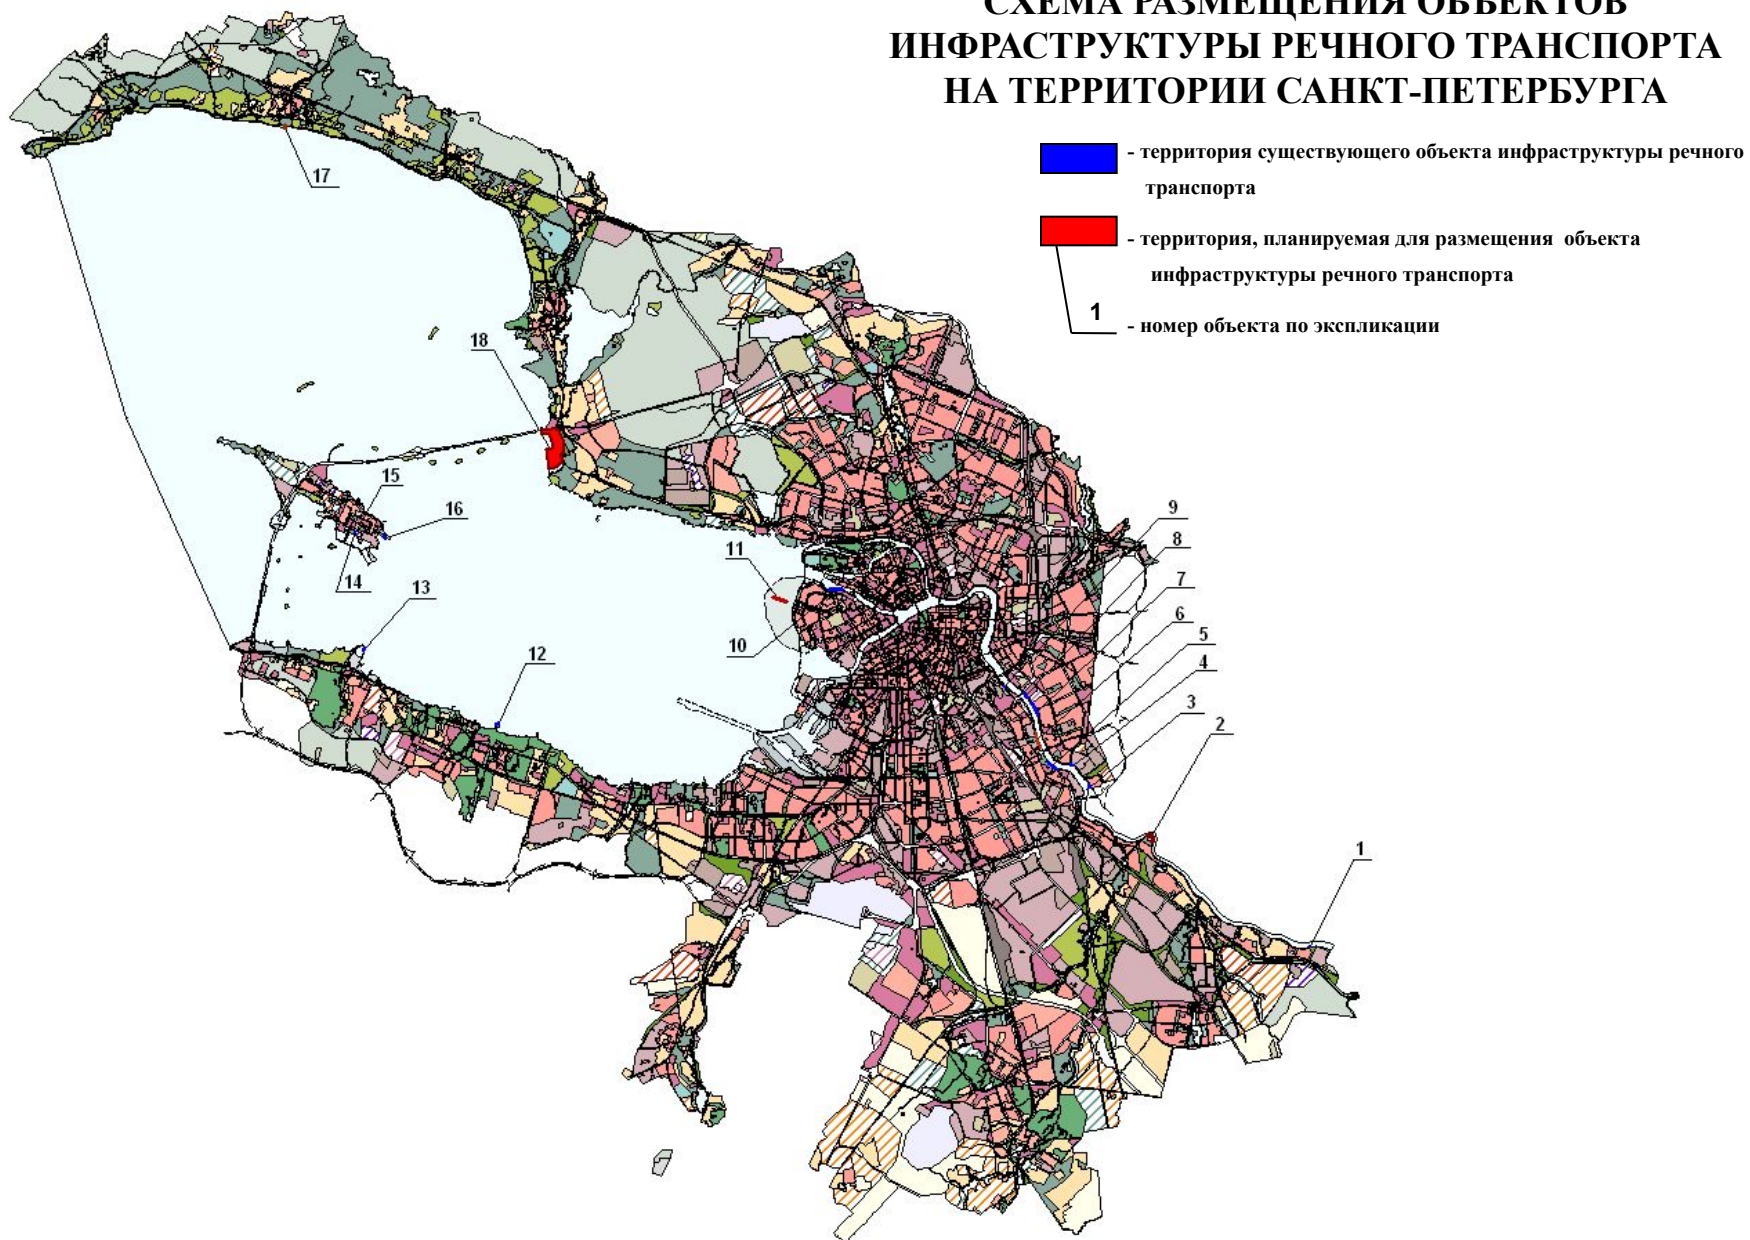 СХЕМА РАЗМЕЩЕНИЯ ОБЪЕКТОВ
ИНФРАСТРУКТУРЫ РЕЧНОГО ТРАНСПОРТА
НА ТЕРРИТОРИИ САНКТ-ПЕТЕРБУРГА
- территория существующего объекта инфраструктуры речного
транспорта
- территория, планируемая для размещения объекта
инфраструктуры речного транспорта
1
- номер объекта по экспликации
17
18
15
16
14
13
12
11
10
9
8
7
6
5
4
3
2
1